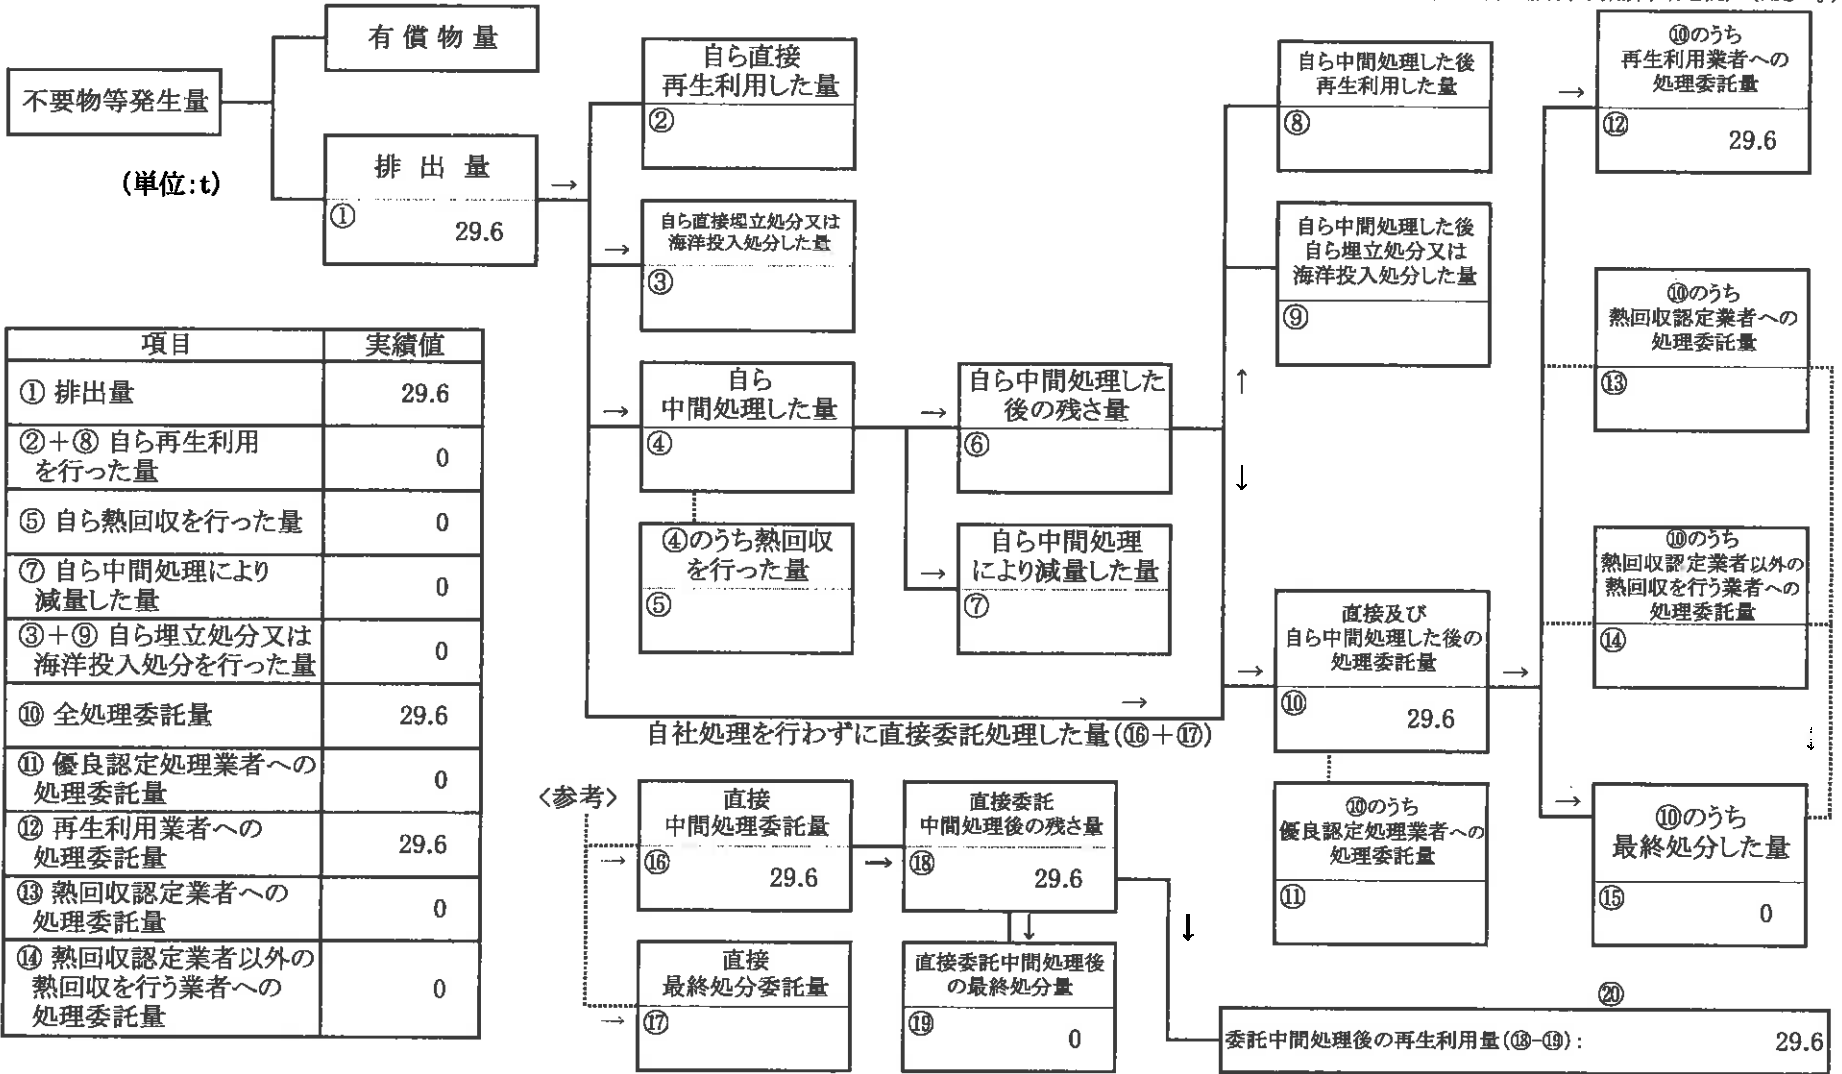 不要物等発生量
有償物量
(単位:t)
排出量
①
29.6
→
自ら直接
再生利用した量
②
→
自ら直接埋立処分又は
海洋投入処分した量
③
→
自ら
中間処理した量
④
④のうち熱回収
を行った量
⑤
→
自ら中間処理した
後の残さ量
⑥
→
自ら中間処理
により減量した量
⑦
↑
↓
自ら中間処理した後
再生利用した量
⑧
自ら中間処理した後
自ら埋立処分又は
海洋投入処分した量
⑨
→
自社処理を行わずに直接委託処理した量(⑯+⑰)
→
直接及び
自ら中間処理した後の
処理委託量
⑩
29.6
→
⑩のうち
優良認定処理業者への
処理委託量
⑪
→
⑩のうち
再生利用業者への
処理委託量
⑫
29.6
⑩のうち
熱回収認定業者への
処理委託量
⑬
⑩のうち
熱回収認定業者以外の
熱回収を行う業者への
処理委託量
⑭
↓
→
⑩のうち
最終処分した量
⑮
0
項目 実績値
① 排出量 29.6
②+⑧ 自ら再生利用
を行った量 0
⑤ 自ら熱回収を行った量 0
⑦ 自ら中間処理により
減量した量 0
③+⑨ 自ら埋立処分又は
海洋投入処分を行った量 0
⑩ 全処理委託量 29.6
⑪ 優良認定処理業者への
処理委託量 0
⑫ 再生利用業者への
処理委託量 29.6
⑬ 熱回収認定業者への
処理委託量 0
⑭ 熱回収認定業者以外の
熱回収を行う業者への
処理委託量 0
<参考>
→
直接
中間処理委託量
⑯
29.6
→
直接委託
中間処理後の残さ量
⑱
29.6
↓
→
直接
最終処分委託量
⑰
↓
直接委託中間処理後
の最終処分量
⑲
0
⑳
委託中間処理後の再生利用量(⑱-⑲): 29.6